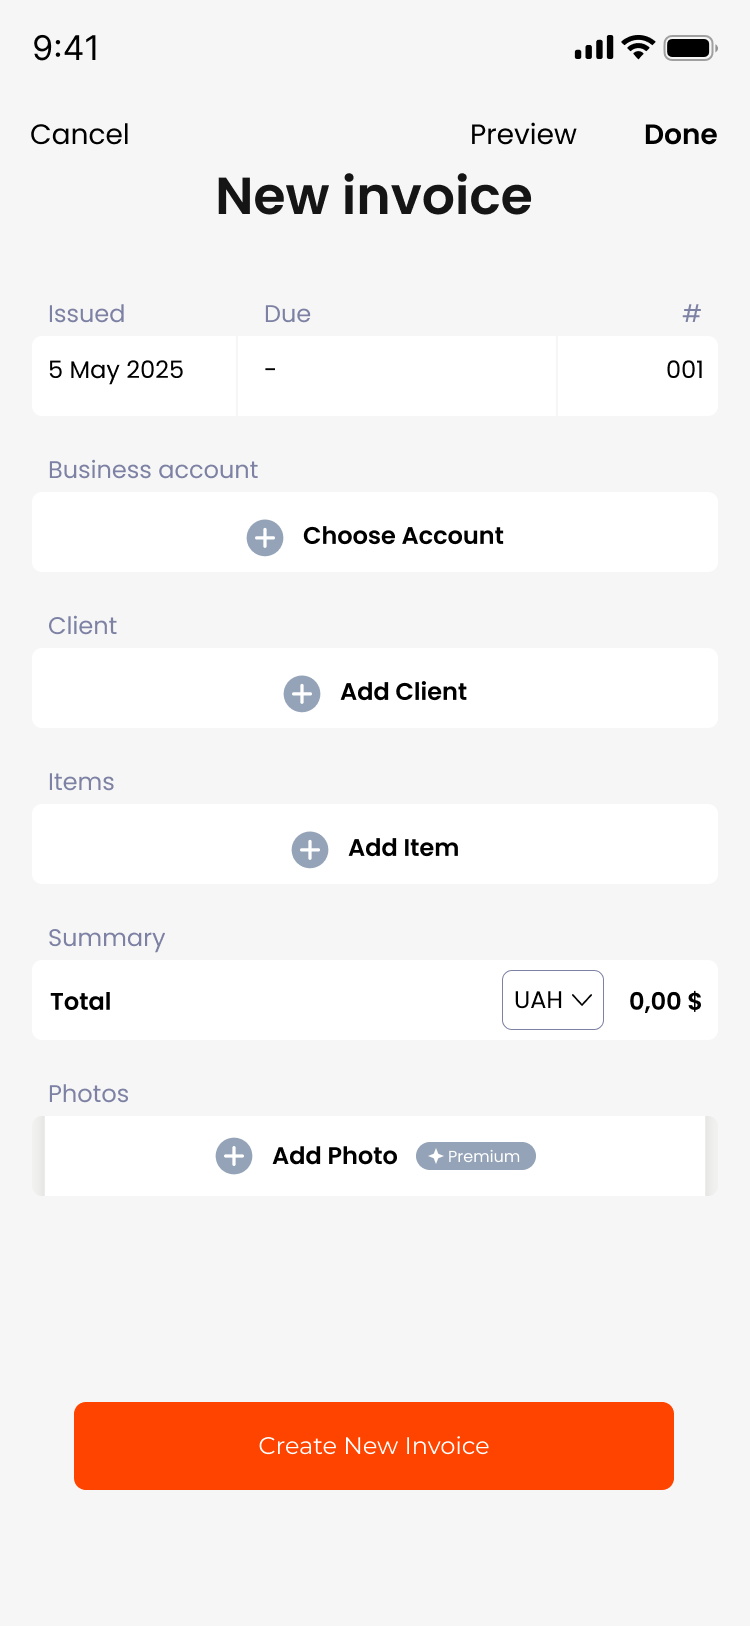 9:41
Cancel Preview Done
New invoice
Issued Due #
5 May 2025 - 001
Business account
Choose Account
Client
Add Client
Items
Add Item
Summary
Total UAH 0,00 $
Photos
Add Photo Premium
Create New Invoice